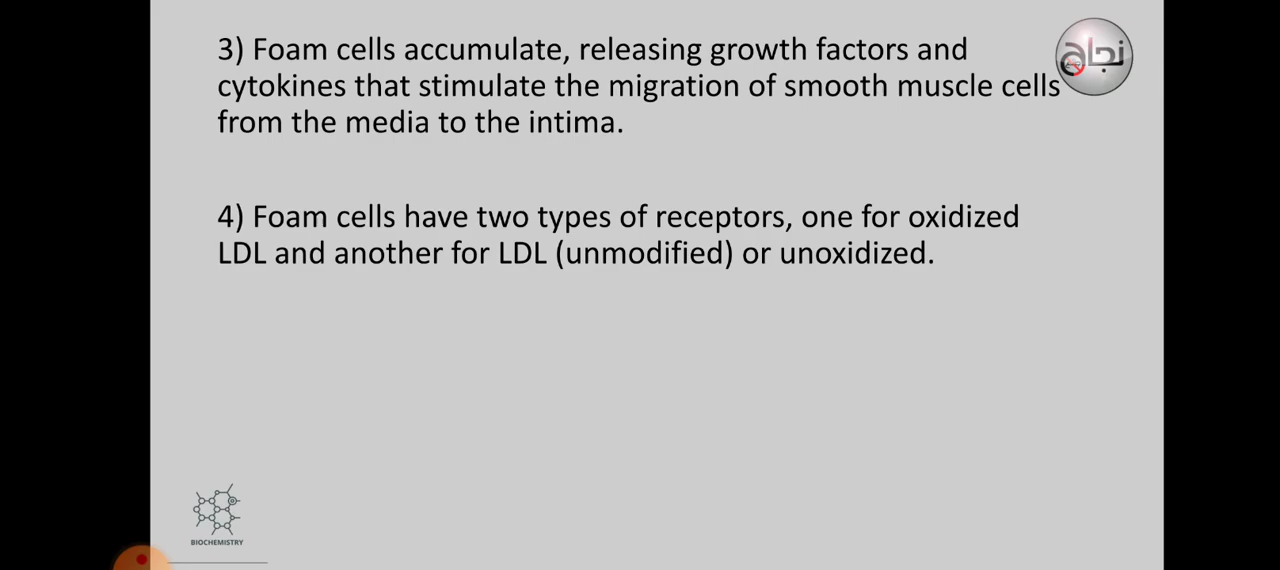 3) Foam cells accumulate, releasing growth factors and
cytokines that stimulate the migration of smooth muscle cells
from the media to the intima.
4) Foam cells have two types of receptors, one for oxidized
LDL and another for LDL (unmodified) or unoxidized.
BIOCHEMISTRY